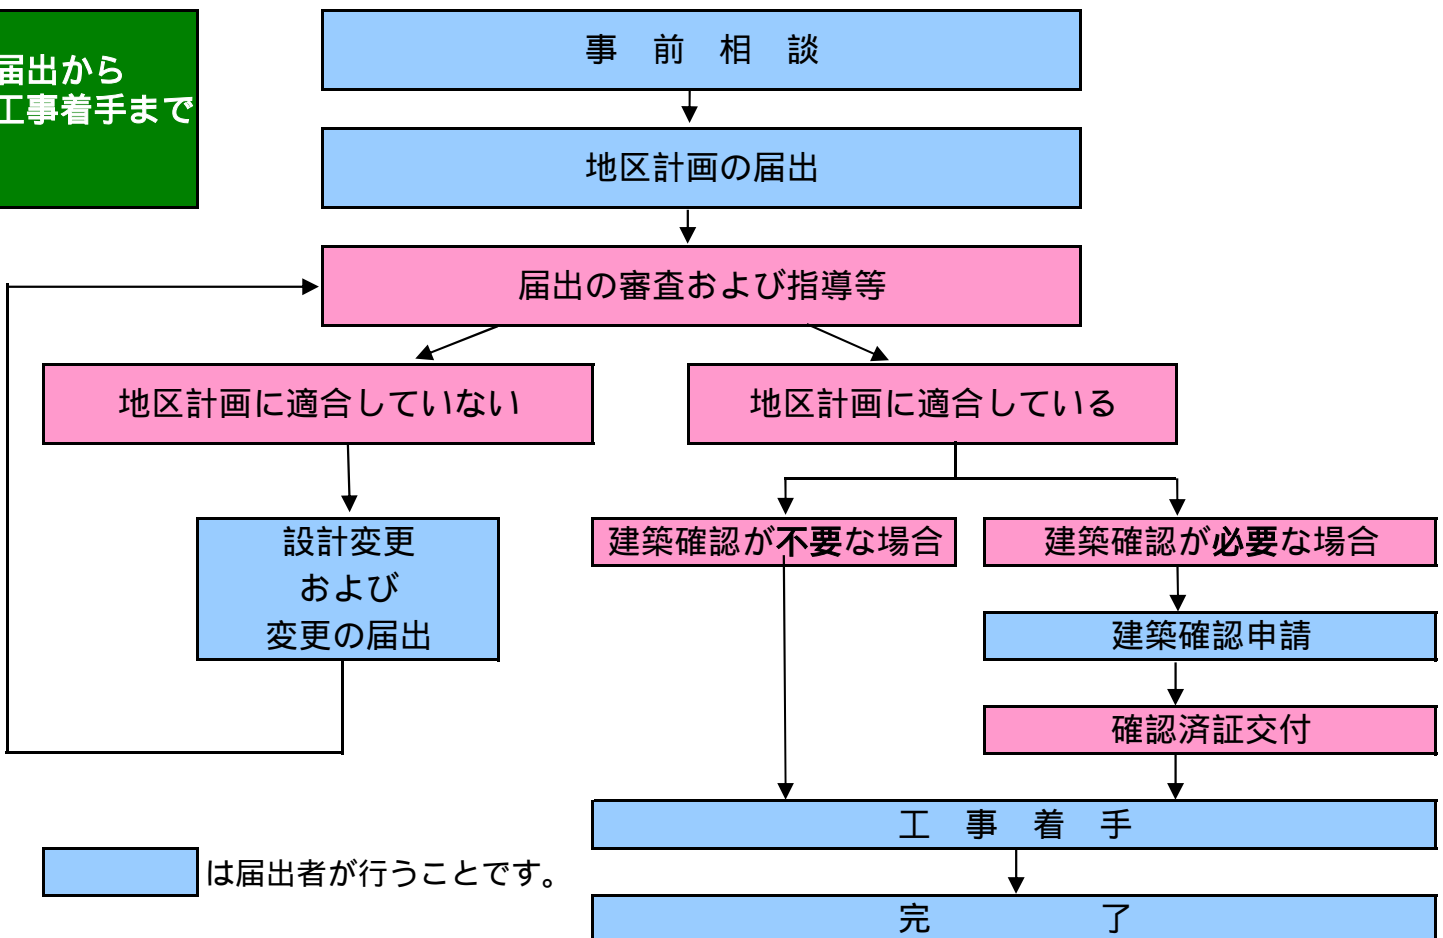 届出から
工事着手まで
事　前　相　談
地区計画の届出
届出の審査および指導等
地区計画に適合していない
地区計画に適合している
設計変更
および
変更の届出
建築確認が不要な場合
建築確認が必要な場合
建築確認申請
確認済証交付
工　事　着　手
は届出者が行うことです。
完　　　　　了